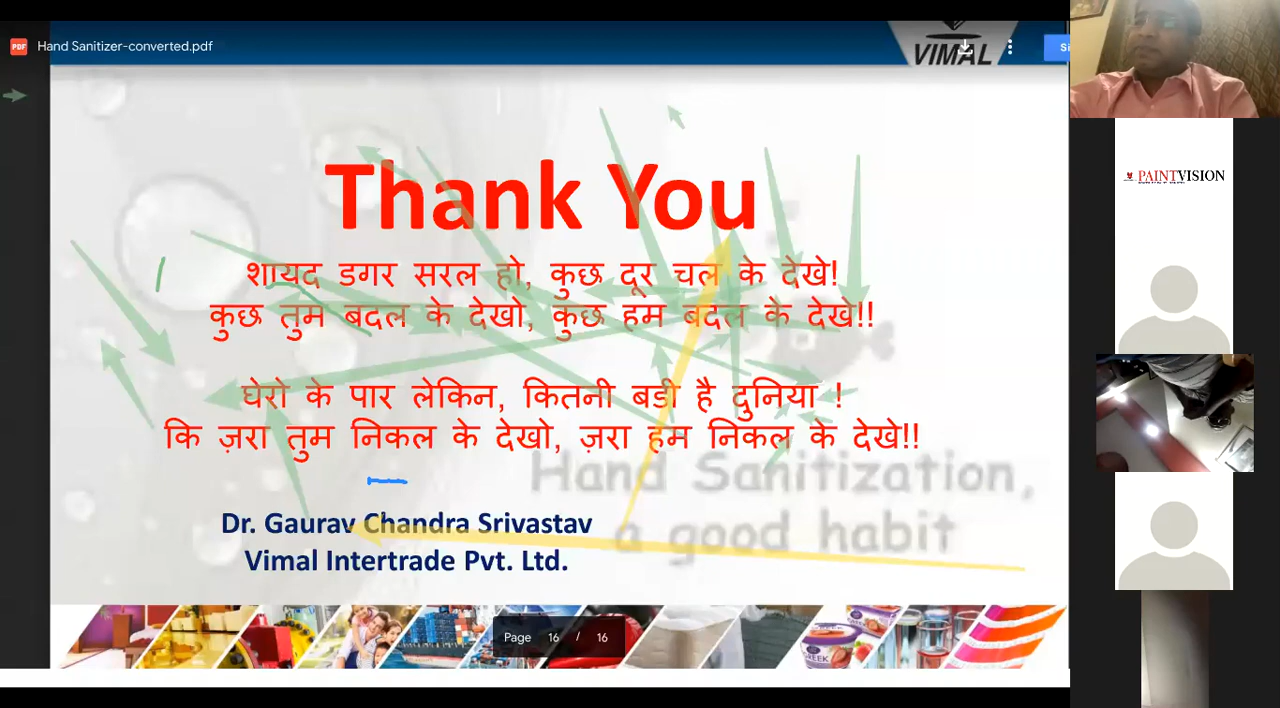 Hand Sanitizer-converted.pdf
VIMAL
PAINTVISION
Thank You
शायद डगर सरल हो, कुछ दूर चल के देखे!
कुछ तुम बदल के देखो, कुछ हम बदल के देखे!!
घेरो के पार लेकिन, कितनी बडी है दुनिया !
कि ज़रा तुम निकल के देखो, ज़रा हम निकल के देखे!!
Hand Sanitization,
a good habit
Dr. Gaurav Chandra Srivastav
Vimal Intertrade Pvt. Ltd.
Page 16 / 16